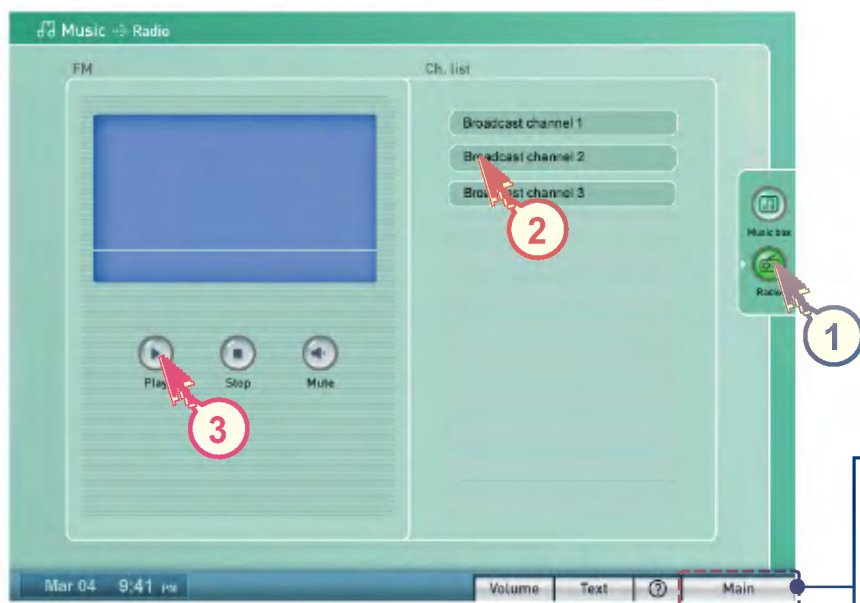 Music Radio
FM
Ch. list
Broadcast channel 1
Broadcast channel 2
Broadcast channel 3
2
Music box
Radio
1
Play
Stop
Mute
3
Mar 04 9:41 PM
Volume
Text
?
Main